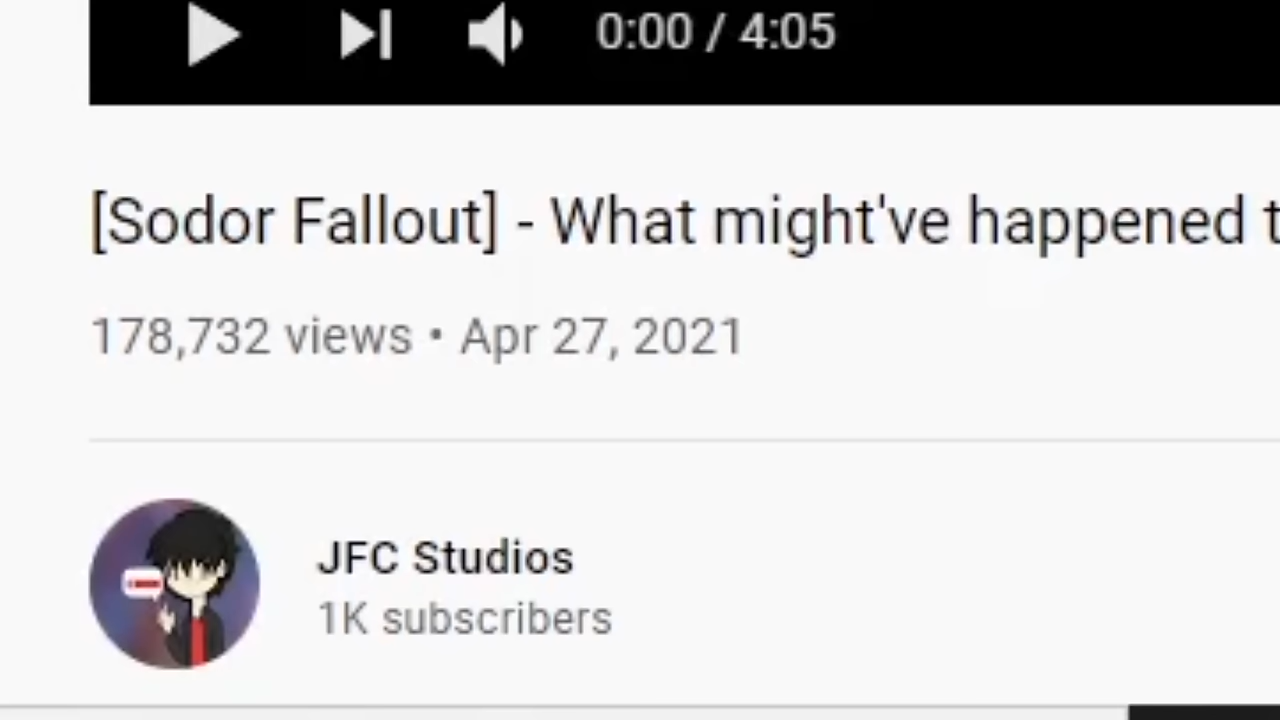 0:00 / 4:05
[Sodor Fallout] - What might've happened t
178,732 views • Apr 27, 2021
JFC Studios
1K subscribers